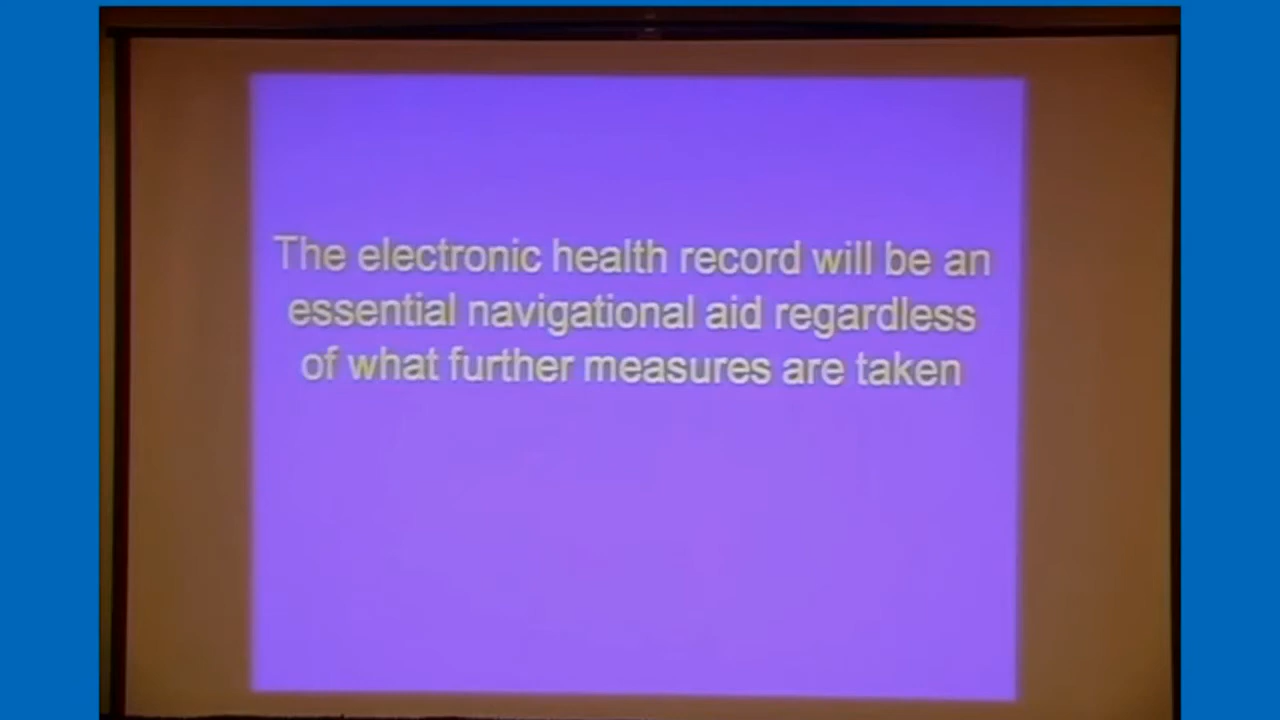 The electronic health record will be an
essential navigational aid regardless
of what further measures are taken